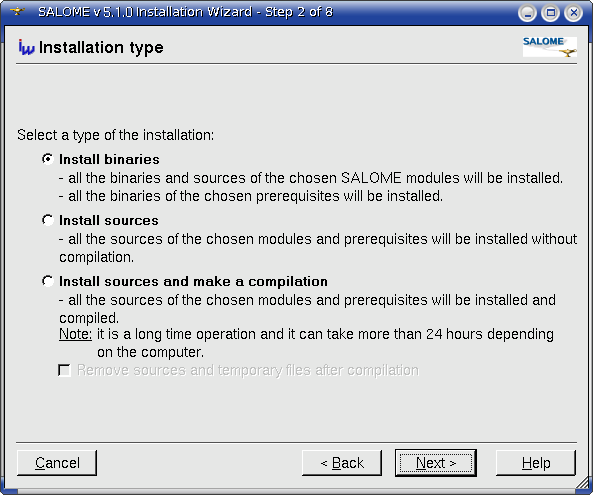 SALOME v 5.1.0 Installation Wizard - Step 2 of 8
Installation type
SALOME
Select a type of the installation:
Install binaries
- all the binaries and sources of the chosen SALOME modules will be installed.
- all the binaries of the chosen prerequisites will be installed.
Install sources
- all the sources of the chosen modules and prerequisites will be installed without
compilation.
Install sources and make a compilation
- all the sources of the chosen modules and prerequisites will be installed and
compiled.
Note: it is a long time operation and it can take more than 24 hours depending
on the computer.
Remove sources and temporary files after compilation
Cancel
< Back
Next >
Help